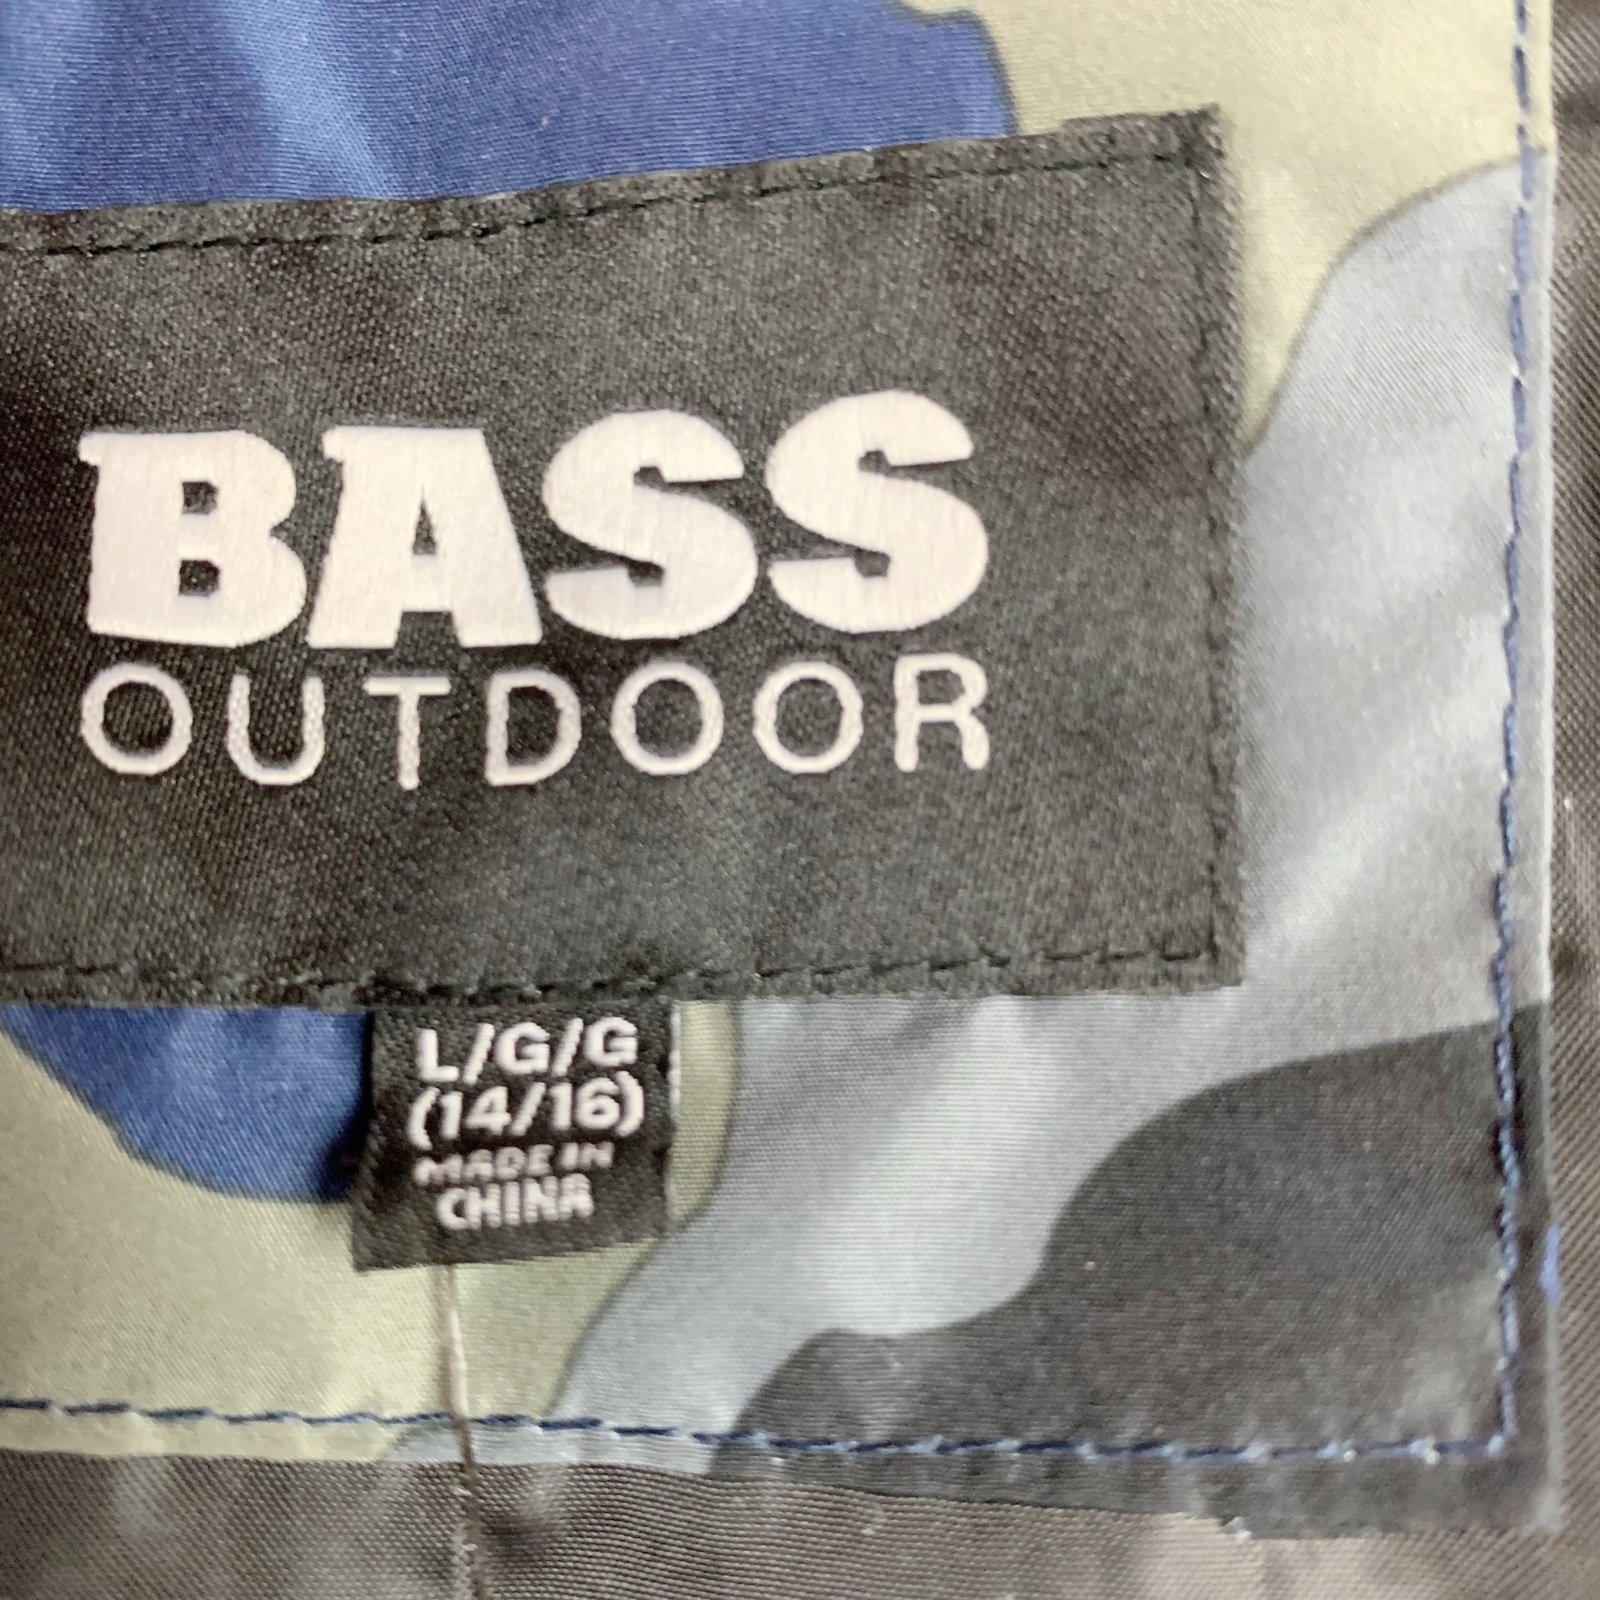 BASS
OUTDOOR
L/G/G
(14/16)
MADE IN
CHINA